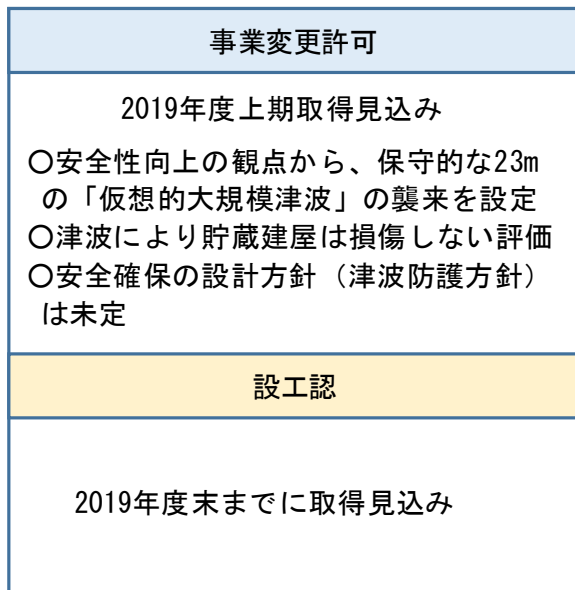 事業変更許可
2019年度上期取得見込み
〇安全性向上の観点から、保守的な23m
の「仮想的大規模津波」の襲来を設定
〇津波により貯蔵建屋は損傷しない評価
〇安全確保の設計方針（津波防護方針）
は未定
設工認
2019年度末までに取得見込み